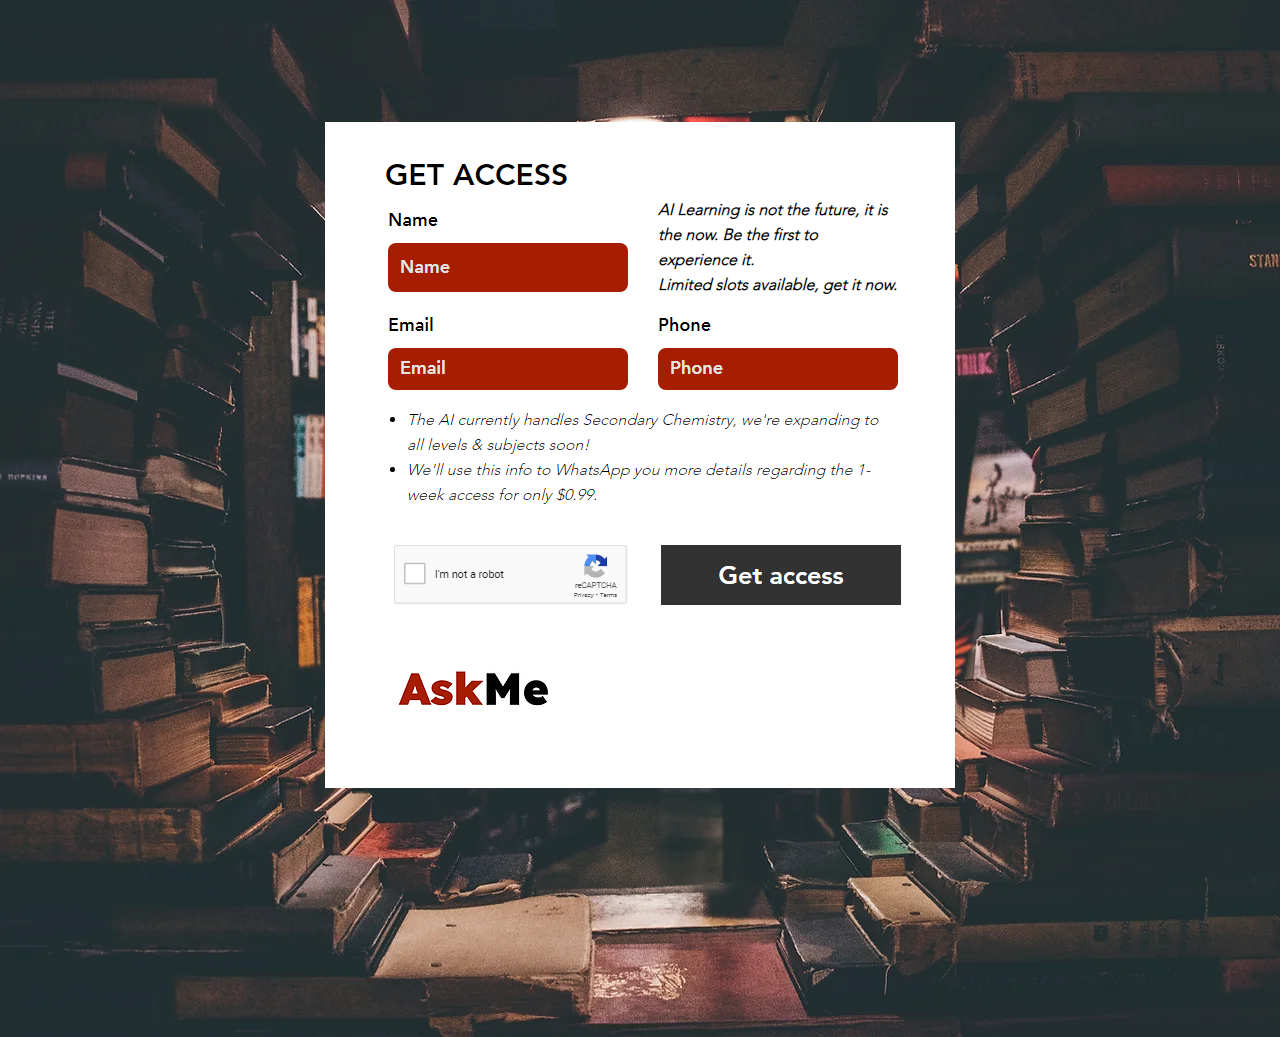 GET ACCESS
Name
Name
AI Learning is not the future, it is
the now. Be the first to
experience it.
Limited slots available, get it now.
Email
Email
Phone
Phone
The AI currently handles Secondary Chemistry, we're expanding to
all levels & subjects soon!
We'll use this info to WhatsApp you more details regarding the 1-
week access for only $0.99.
I'm not a robot
reCAPTCHA
Privacy - Terms
Get access
AskMe
HOPKINS
STAN